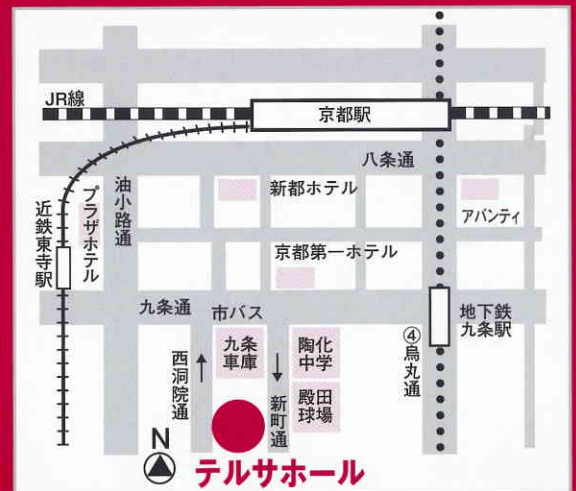 JR線
京都駅
八条通
新都ホテル
アバンティ
プラザホテル
油小路通
近鉄東寺駅
京都第一ホテル
九条通
市バス
九条
車庫
陶化
中学
殿田
球場
地下鉄
九条駅
④烏丸通
西洞院通
新町通
N
テルサホール